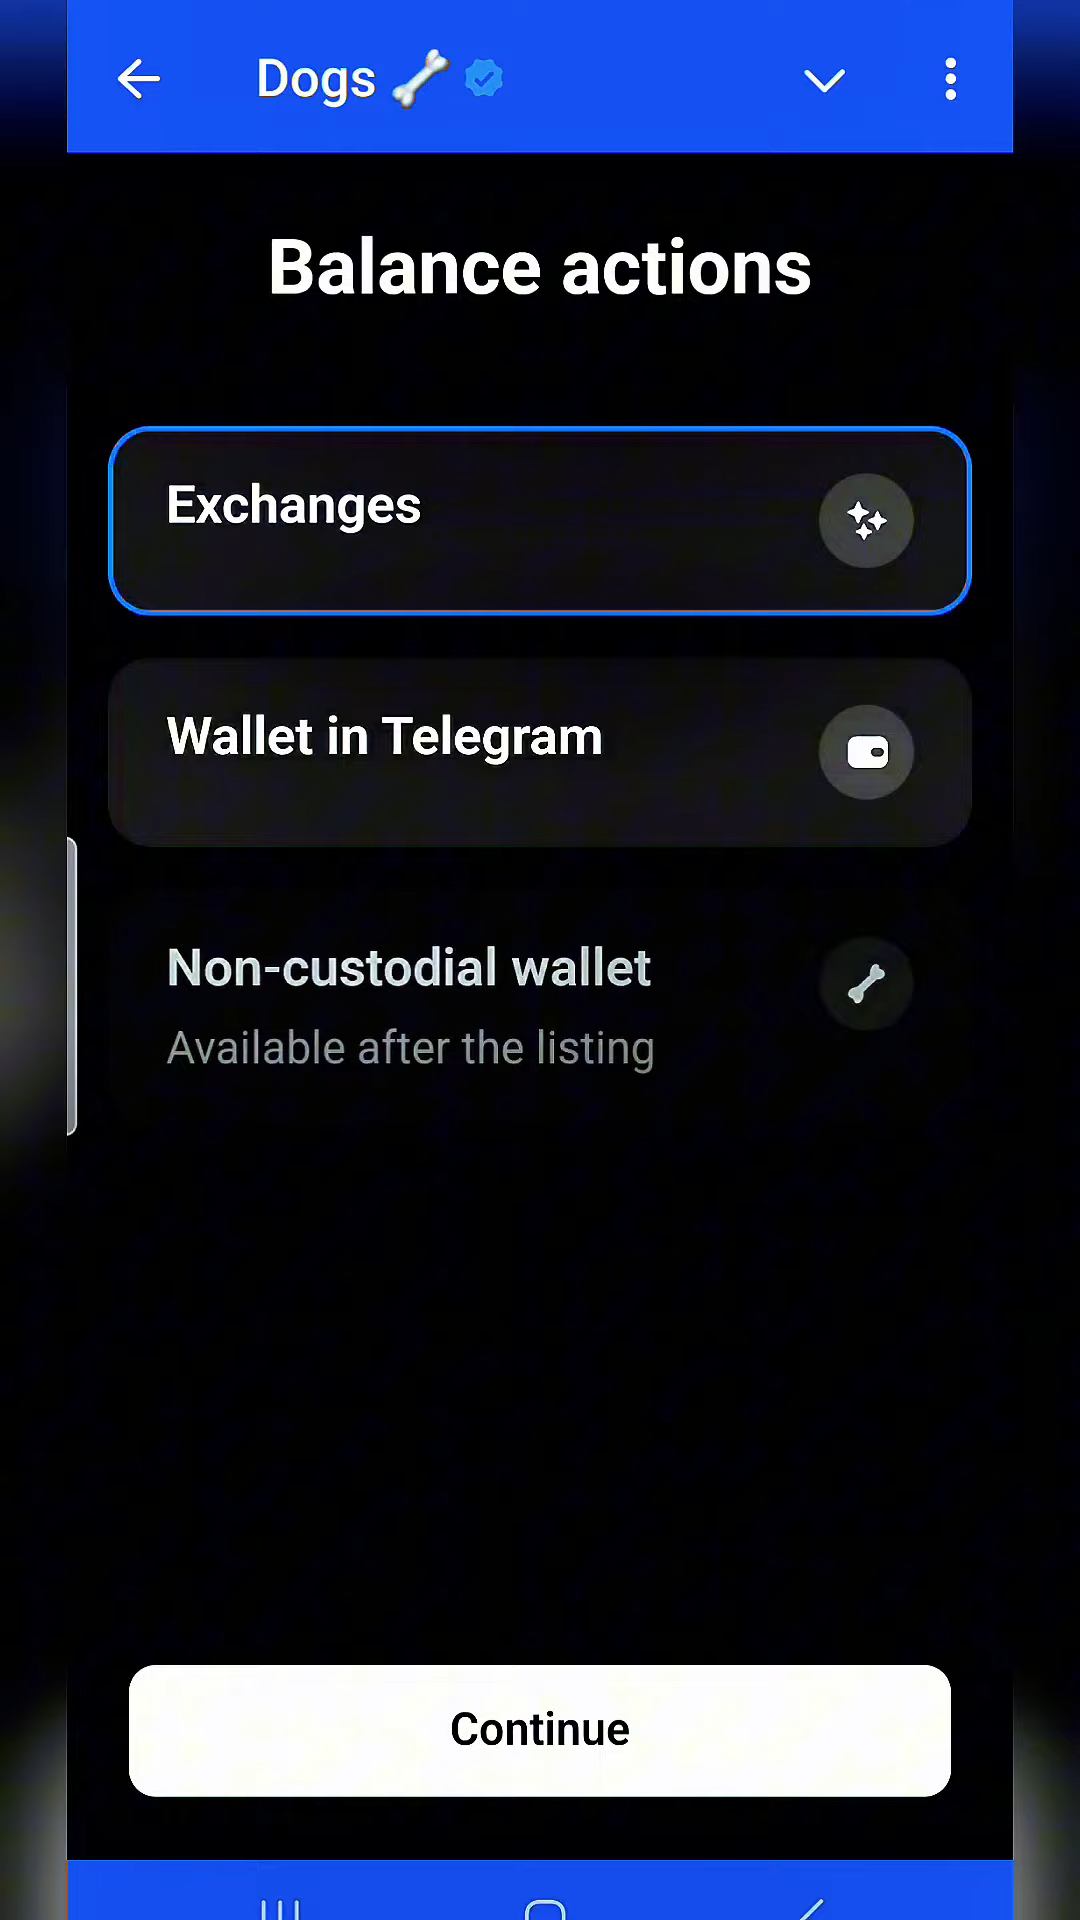 Dogs 🦴
Balance actions
Exchanges
Wallet in Telegram
Non-custodial wallet
Available after the listing
Continue